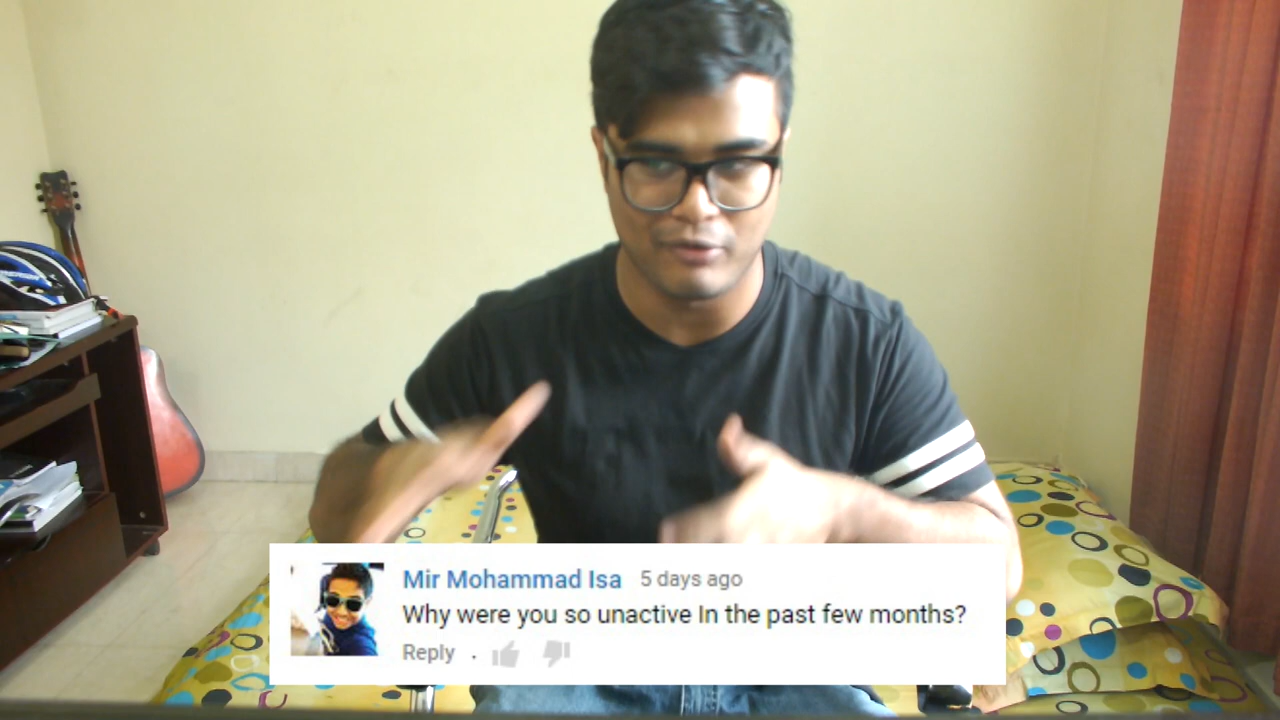 Mir Mohammad Isa 5 days ago
Why were you so unactive In the past few months?
Reply .